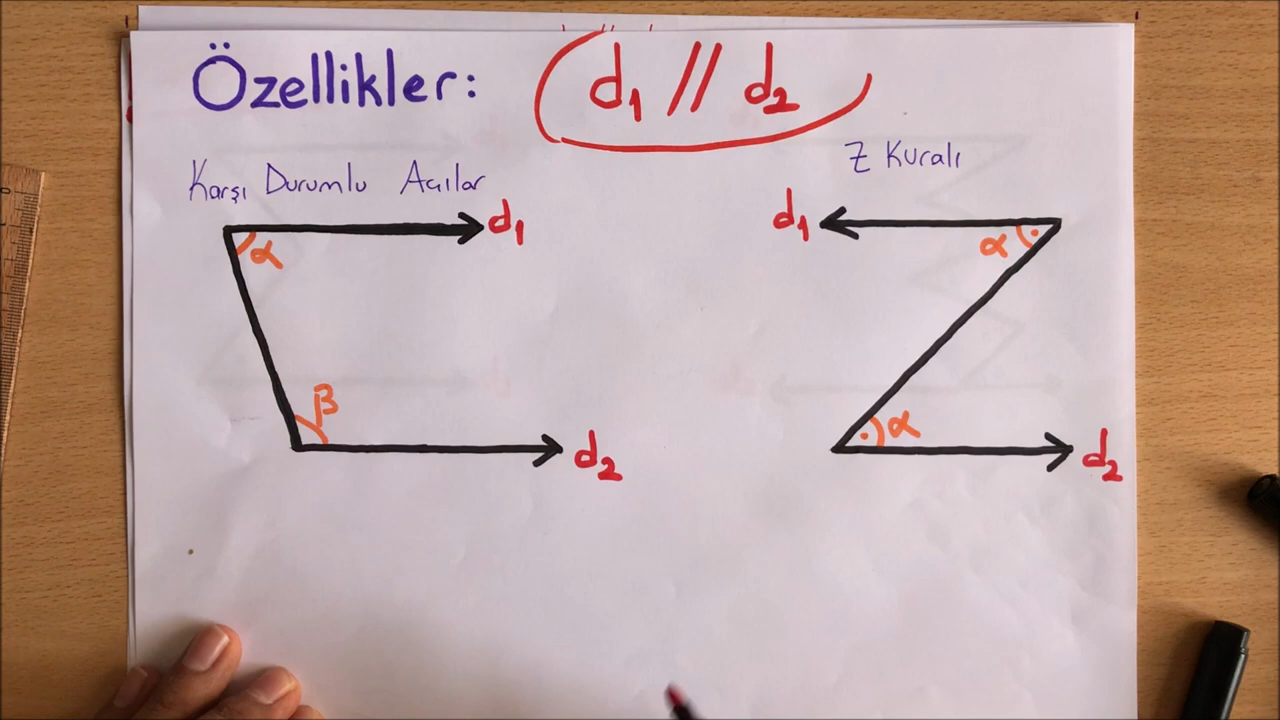 Özellikler:
d1 // d2
Karşı Durumlu Açılar
Z Kuralı
d1
α
β
d2
d1
α
α
d2